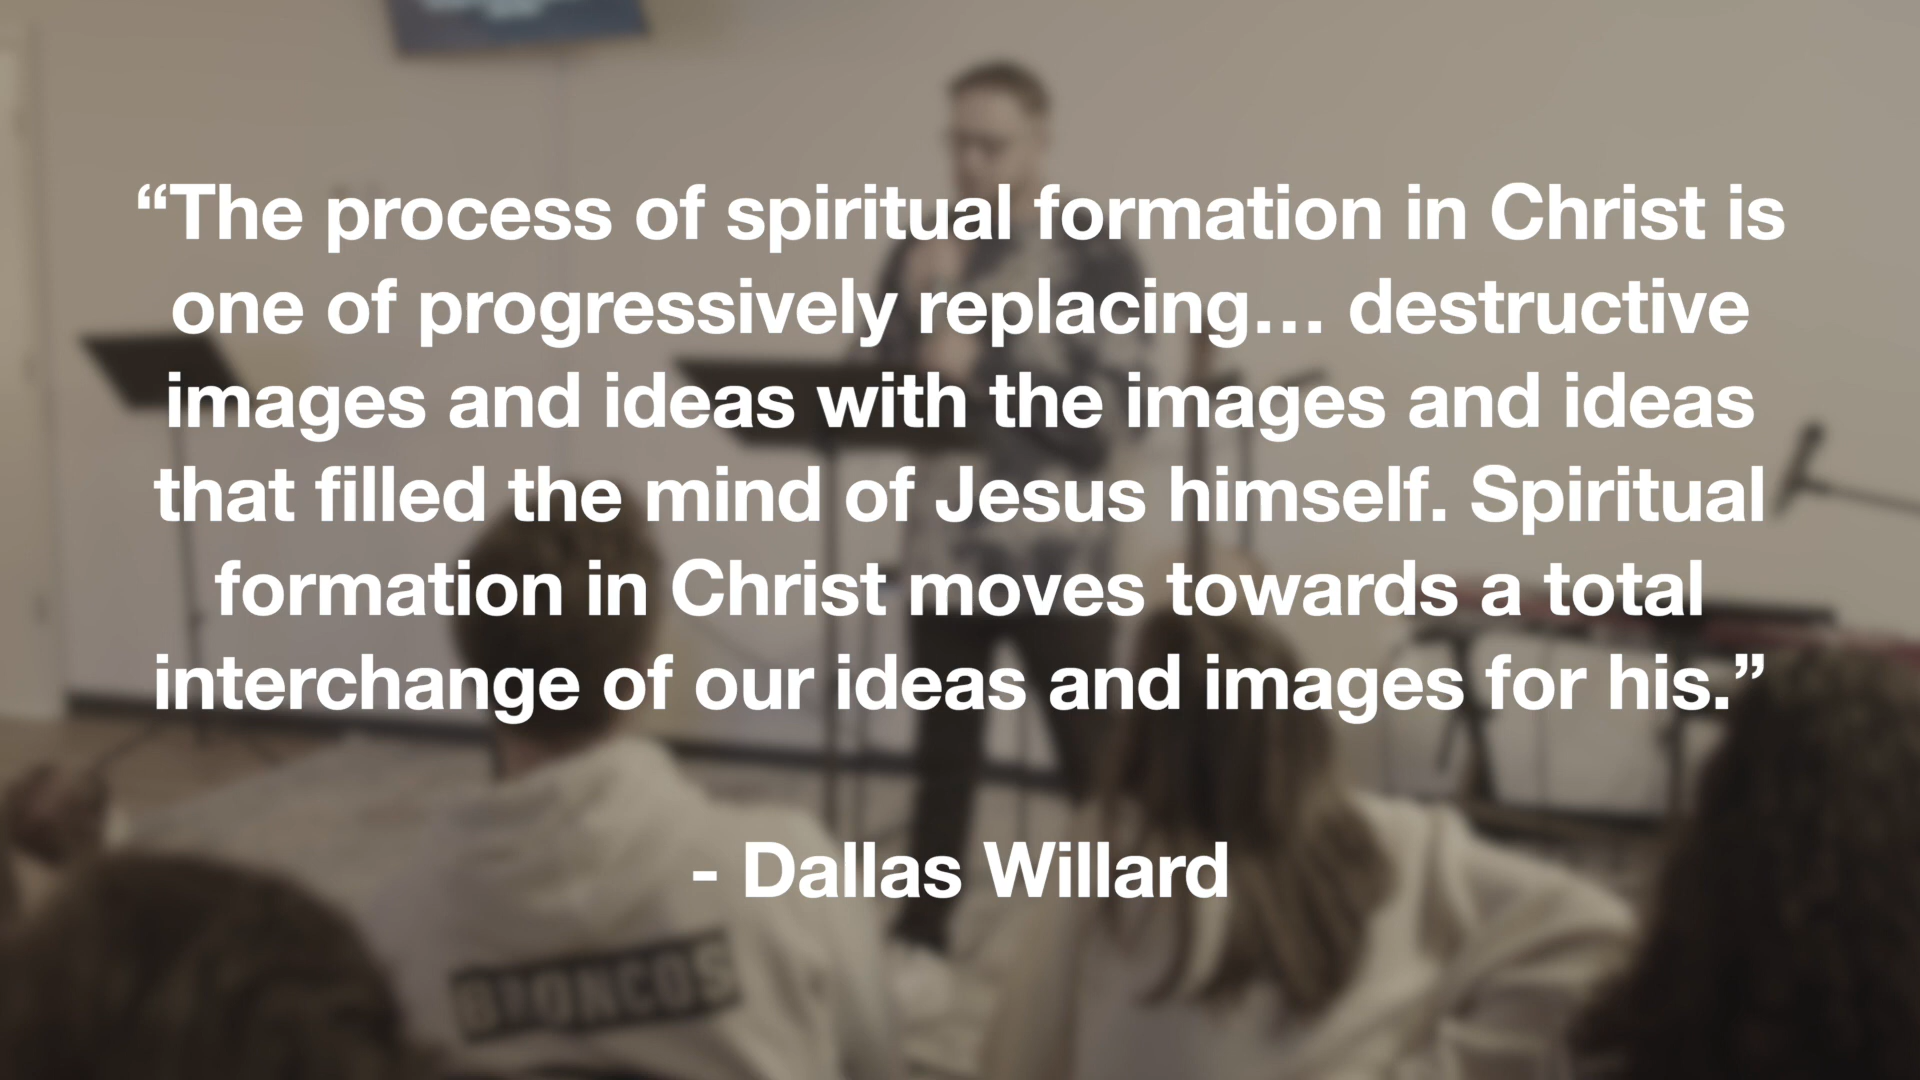 “The process of spiritual formation in Christ is
one of progressively replacing… destructive
images and ideas with the images and ideas
that filled the mind of Jesus himself. Spiritual
formation in Christ moves towards a total
interchange of our ideas and images for his.”
- Dallas Willard
BRONCOS